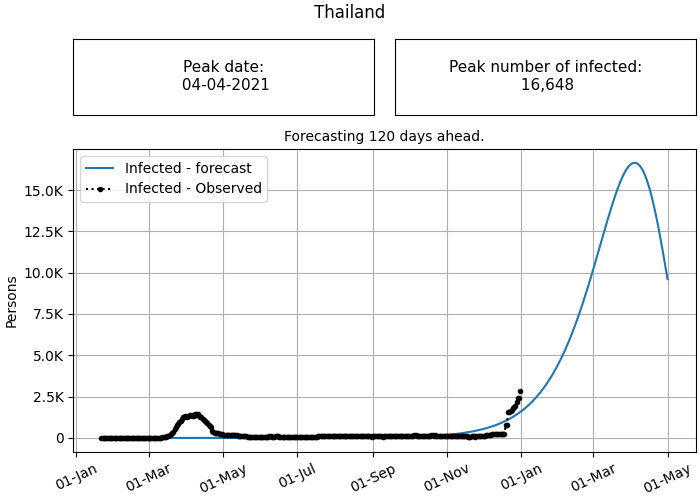 Thailand
Peak date:
04-04-2021
Peak number of infected:
16,648
Forecasting 120 days ahead.
Infected - forecast
Infected - Observed
Persons
15.0K
12.5K
10.0K
7.5K
5.0K
2.5K
0
01-Jan
01-Mar
01-May
01-Jul
01-Sep
01-Nov
01-Jan
01-Mar
01-May